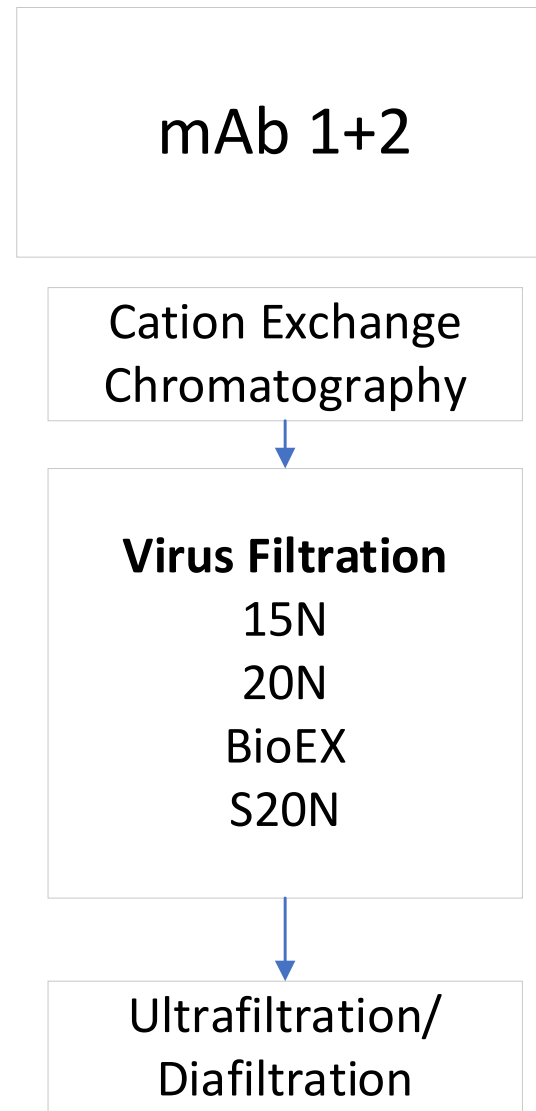 mAb 1+2
Cation Exchange
Chromatography
Virus Filtration
15N
20N
BioEX
S20N
Ultrafiltration/
Diafiltration